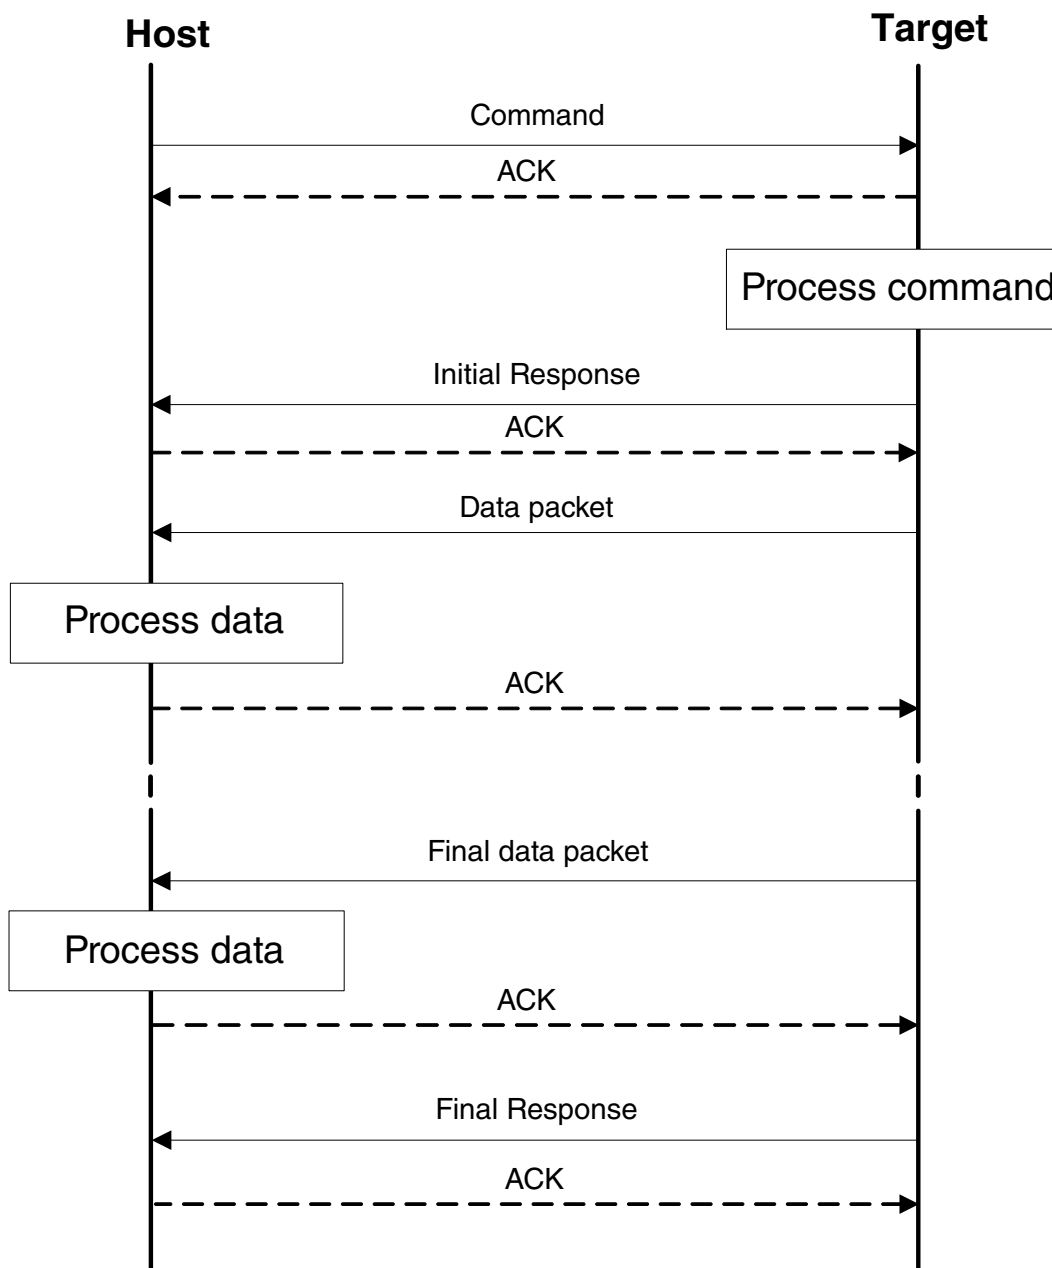 Host
Target
Command
ACK
Process command
Initial Response
ACK
Data packet
Process data
ACK
Final data packet
Process data
ACK
Final Response
ACK